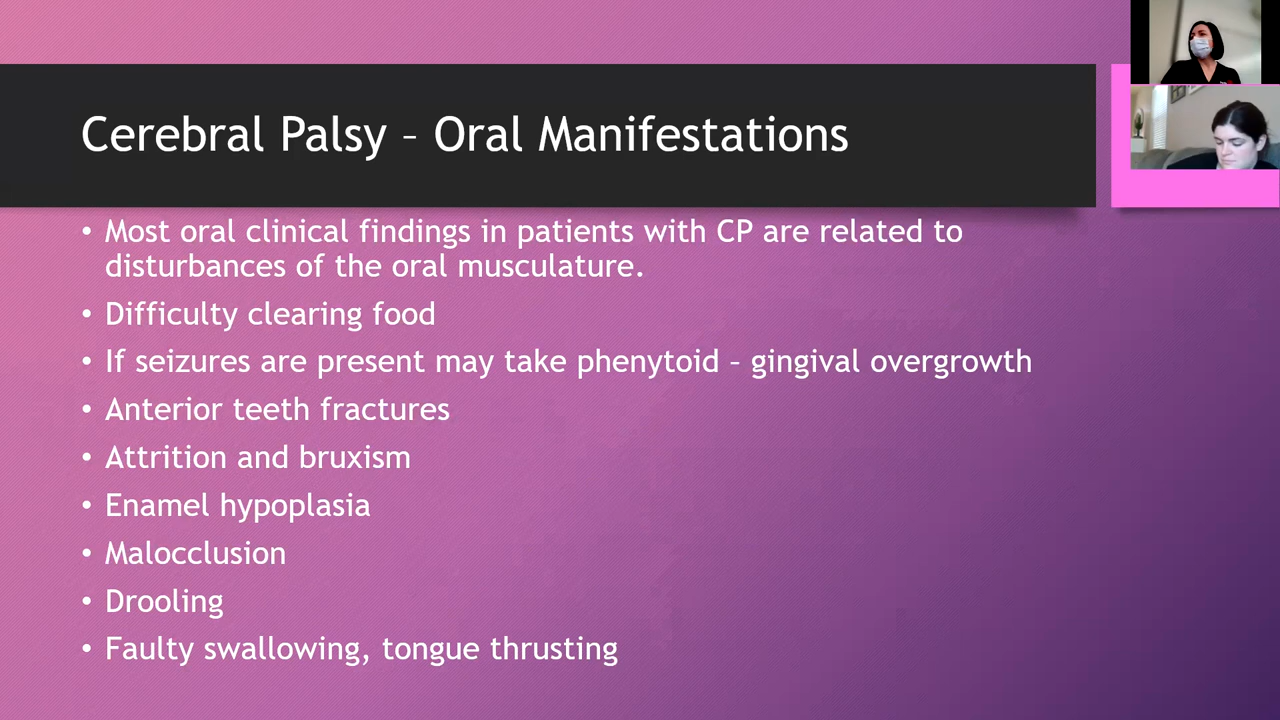 Cerebral Palsy – Oral Manifestations
• Most oral clinical findings in patients with CP are related to
disturbances of the oral musculature.
• Difficulty clearing food
• If seizures are present may take phenytoid – gingival overgrowth
• Anterior teeth fractures
• Attrition and bruxism
• Enamel hypoplasia
• Malocclusion
• Drooling
• Faulty swallowing, tongue thrusting